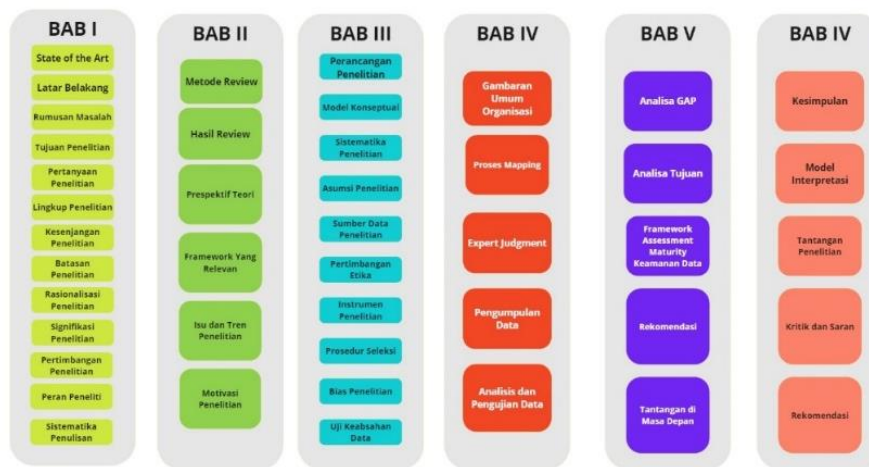 BAB I
State of the Art
Latar Belakang
Rumusan Masalah
Tujuan Penelitian
Pertanyaan
Penelitian
Lingkup Penelitian
Kesenjangan
Penelitian
Batasan
Penelitian
Rasionalisasi
Penelitian
Signifikasi
Penelitian
Pertimbangan
Penelitian
Peran Peneliti
Sistematika
Penulisan
BAB II
Metode Review
Hasil Review
Prespektif Teori
Framework Yang
Relevan
Isu dan Tren
Penelitian
Motivasi
Penelitian
BAB III
Perancangan
Penelitian
Model Konseptual
Sistematika
Penelitian
Asumsi Penelitian
Sumber Data
Penelitian
Pertimbangan
Etika
Instrumen
Penelitian
Prosedur Seleksi
Bias Penelitian
Uji Keabsahan
Data
BAB IV
Gambaran
Umum
Organisasi
Proses Mapping
Expert Judgment
Pengumpulan
Data
Analisis dan
Pengujian Data
BAB V
Analisa GAP
Analisa Tujuan
Framework
Assessment
Maturity
Keamanan Data
Rekomendasi
Tantangan di
Masa Depan
BAB IV
Kesimpulan
Model
Interpretasi
Tantangan
Penelitian
Kritik dan Saran
Rekomendasi